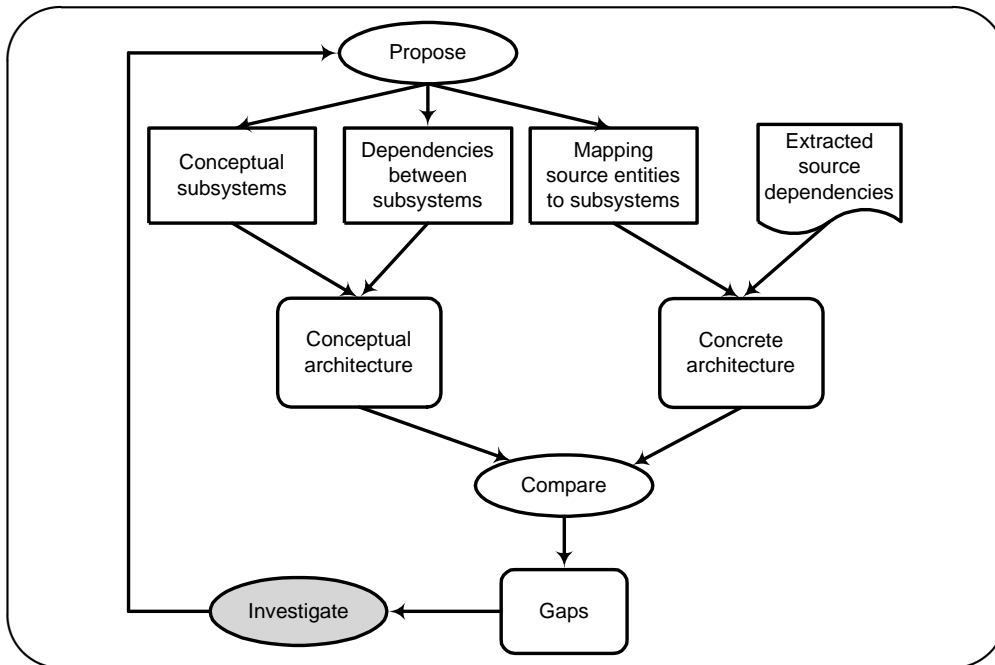 Propose
Conceptual
subsystems
Dependencies
between
subsystems
Mapping
source entities
to subsystems
Extracted
source
dependencies
Conceptual
architecture
Concrete
architecture
Compare
Investigate
Gaps